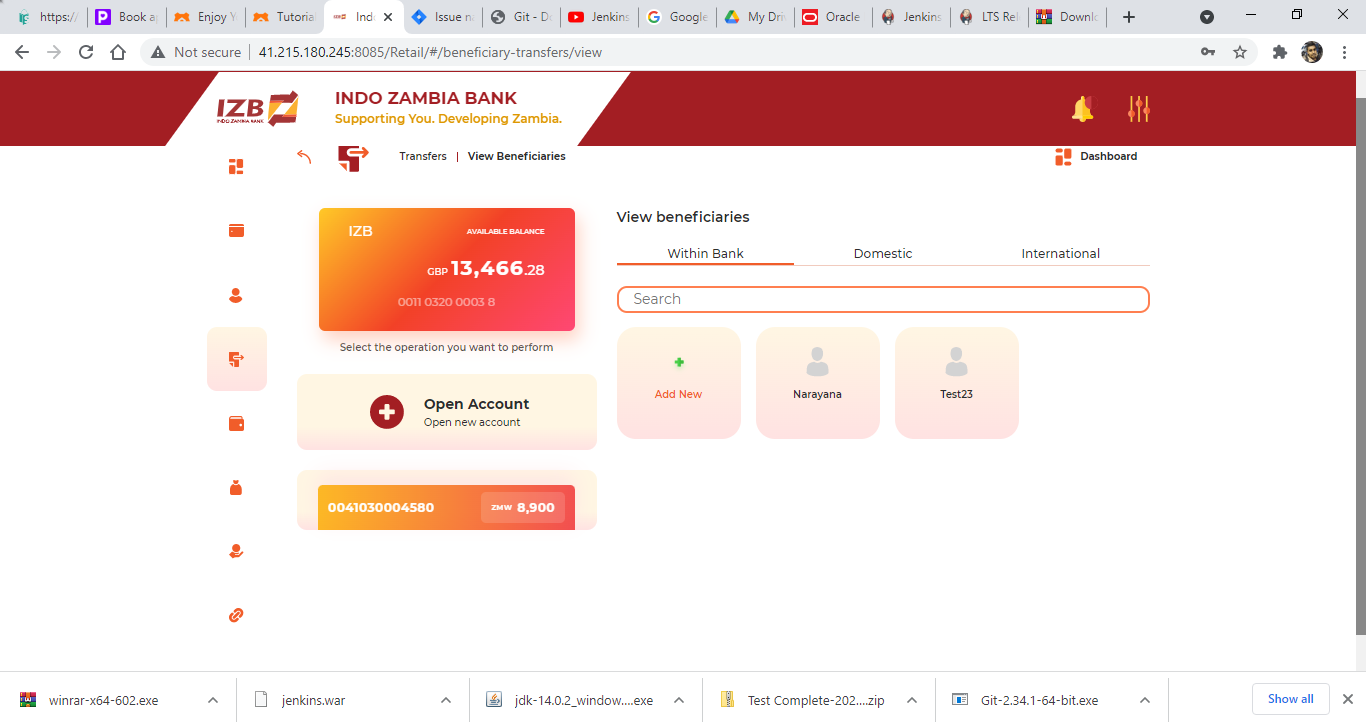 https:/
Book a
Enjoy Y
Tutoria
Ind
Issue n
Git - D
Jenkins
Google
My Dri
Oracle
Jenkins
LTS Rel
Downl
Not secure | 41.215.180.245:8085/Retail/#/beneficiary-transfers/view
IZB
INDO ZAMBIA BANK
INDO ZAMBIA BANK
Supporting You. Developing Zambia.
Transfers | View Beneficiaries
Dashboard
IZB
AVAILABLE BALANCE
GBP 13,466.28
0011 0320 0003 8
Select the operation you want to perform
Open Account
Open new account
0041030004580
ZMW 8,900
View beneficiaries
Within Bank
Domestic
International
Search
Add New
Narayana
Test23
winrar-x64-602.exe
jenkins.war
jdk-14.0.2_window....exe
Test Complete-202....zip
Git-2.34.1-64-bit.exe
Show all